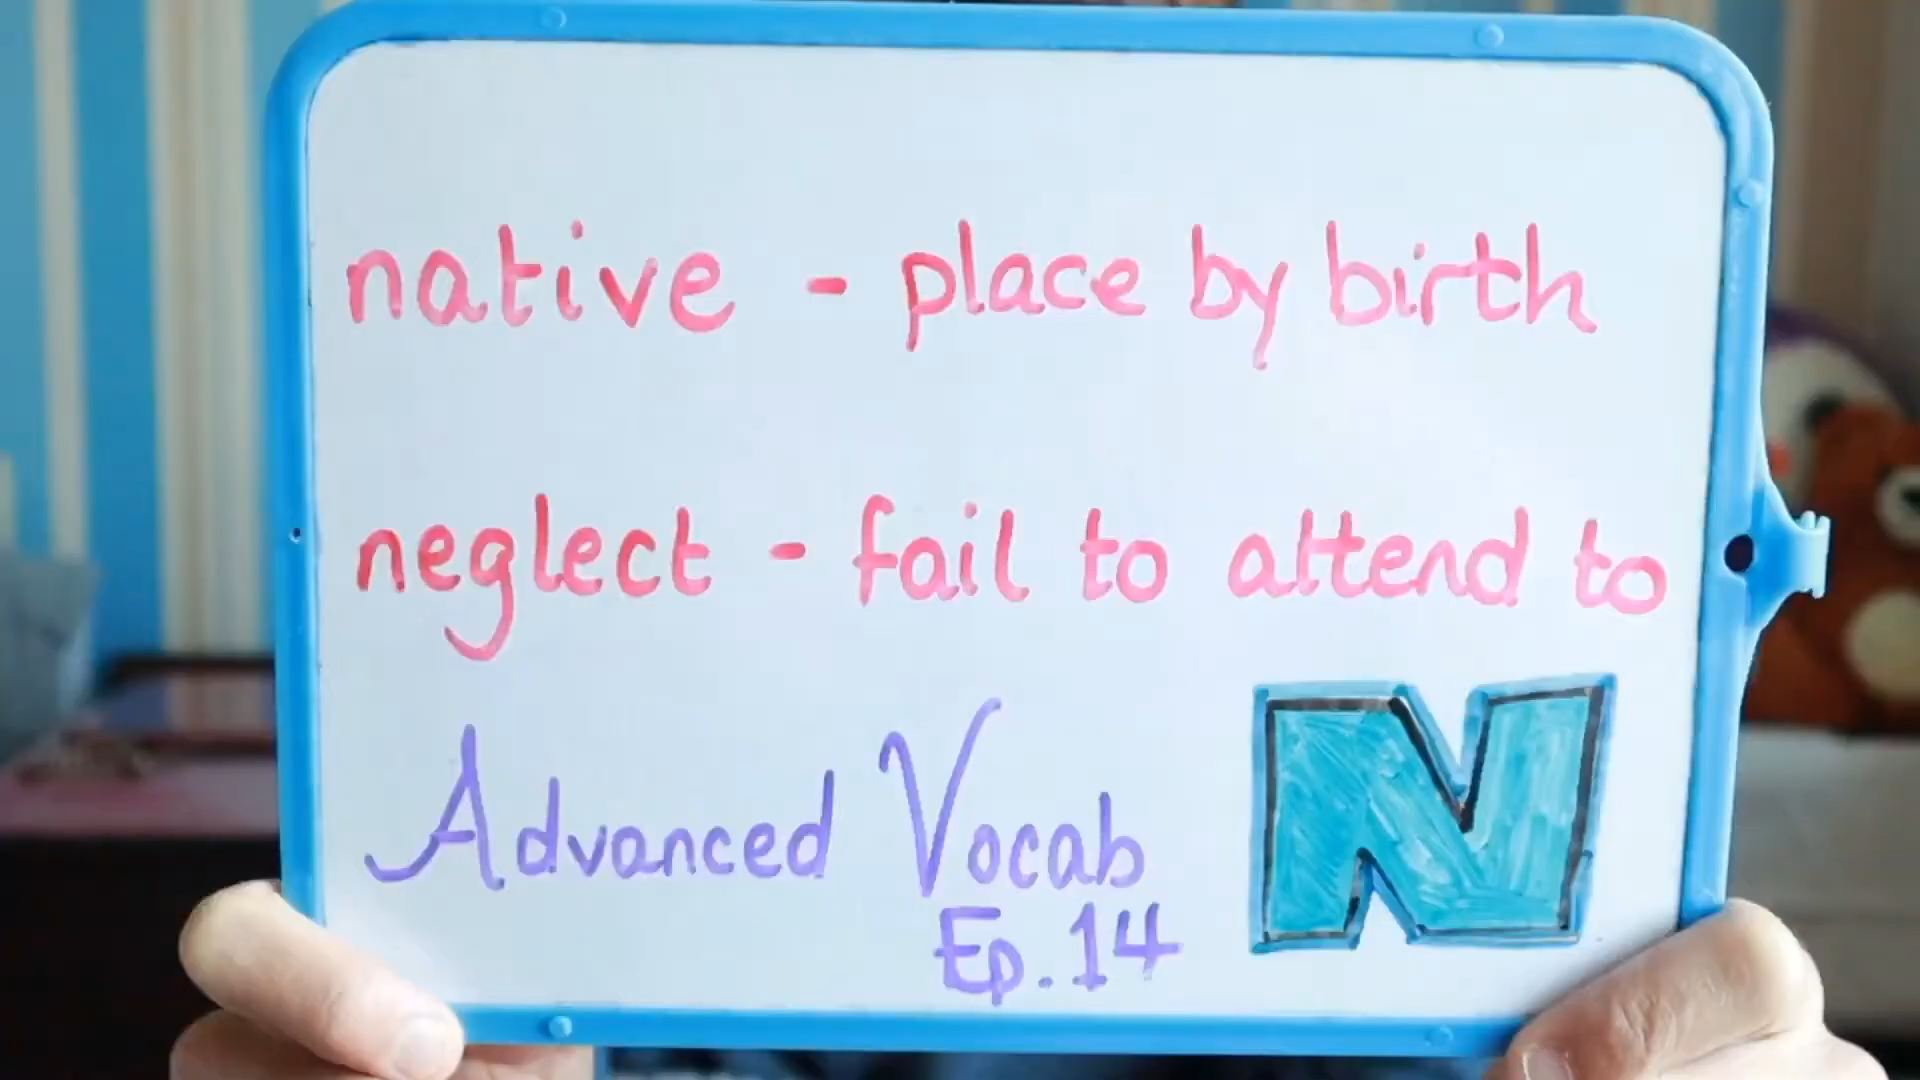 native - place by birth
neglect - fail to attend to
Advanced Vocab
Ep. 14
N